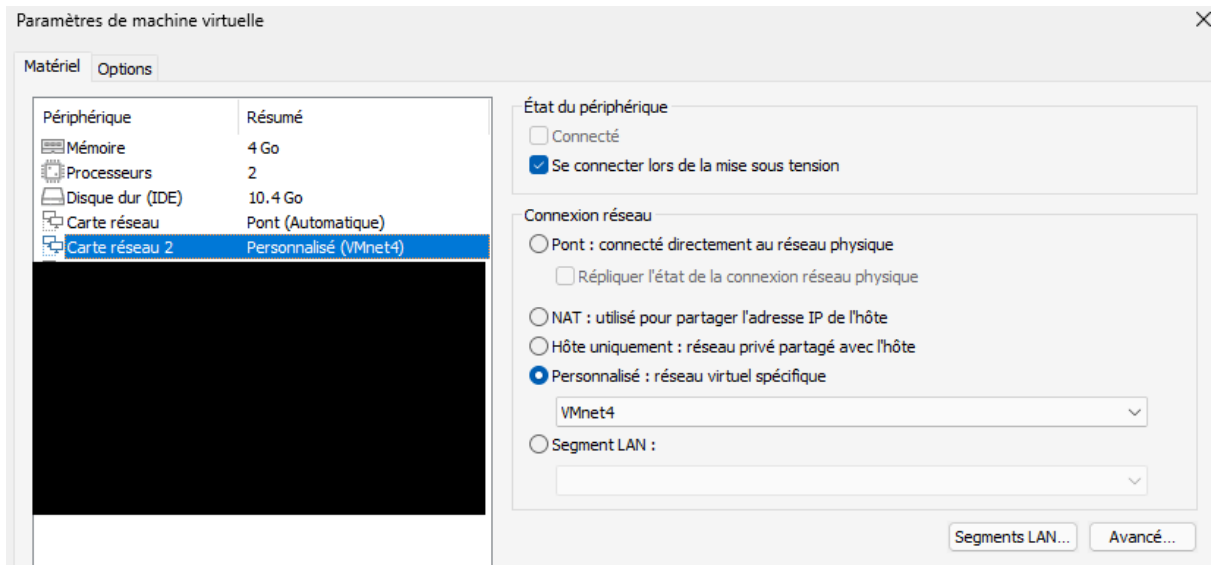 Paramètres de machine virtuelle
Matériel Options
Périphérique Résumé
Mémoire 4 Go
Processeurs 2
Disque dur (IDE) 10.4 Go
Carte réseau Pont (Automatique)
Carte réseau 2 Personnalisé (VMnet4)
État du périphérique
Connecté
Se connecter lors de la mise sous tension
Connexion réseau
Pont : connecté directement au réseau physique
Répliquer l'état de la connexion réseau physique
NAT : utilisé pour partager l'adresse IP de l'hôte
Hôte uniquement : réseau privé partagé avec l'hôte
Personnalisé : réseau virtuel spécifique
VMnet4
Segment LAN :
Segments LAN... Avancé...